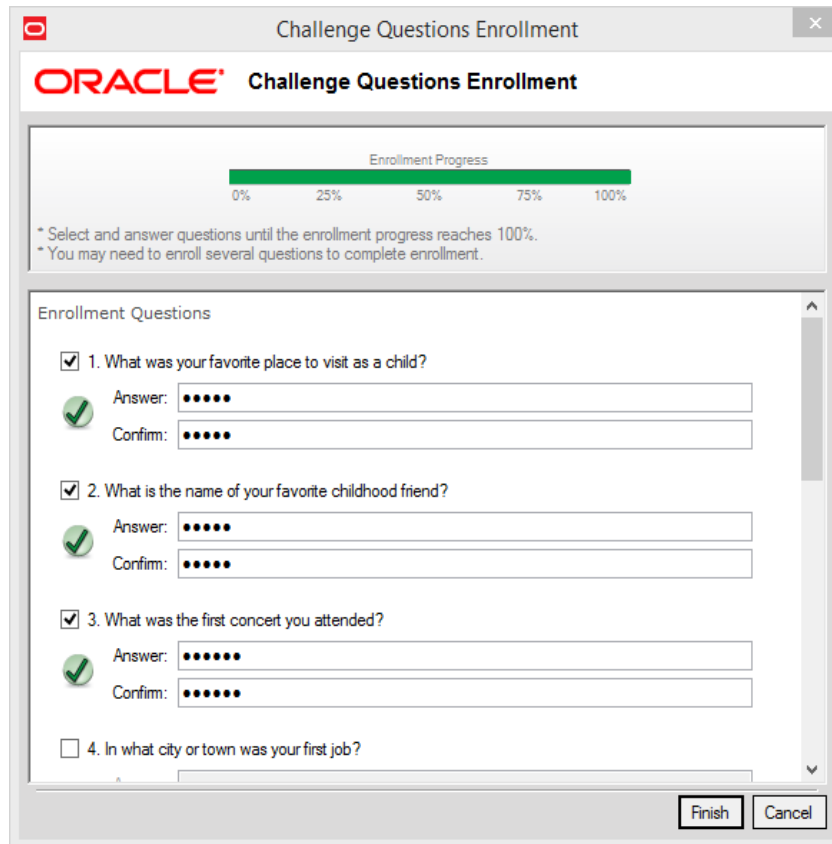 Challenge Questions Enrollment
ORACLE Challenge Questions Enrollment
Enrollment Progress
0% 25% 50% 75% 100%
* Select and answer questions until the enrollment progress reaches 100%.
* You may need to enroll several questions to complete enrollment.
Enrollment Questions
1. What was your favorite place to visit as a child?
Answer: •••••
Confirm: •••••
2. What is the name of your favorite childhood friend?
Answer: •••••
Confirm: •••••
3. What was the first concert you attended?
Answer: ••••••
Confirm: ••••••
4. In what city or town was your first job?
Finish Cancel